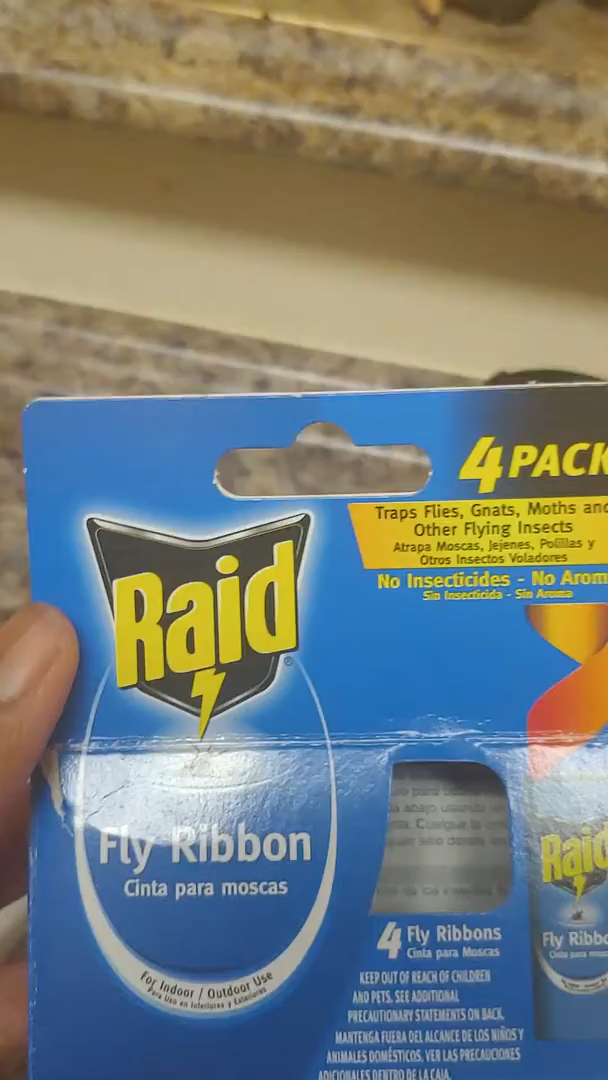 4 PACK
Traps Flies, Gnats, Moths and
Other Flying Insects
Atrapa Moscas, Jejenes, Polillas y
Otros Insectos Voladores
No Insecticides - No Arom
Sin Insecticida - Sin Aroma
Raid
®
Fly Ribbon
Cinta para moscas
For Indoor / Outdoor Use
Para Uso en Interiores y Exteriores
4 Fly Ribbons
Cinta para Moscas
KEEP OUT OF REACH OF CHILDREN
AND PETS. SEE ADDITIONAL
PRECAUTIONARY STATEMENTS ON BACK.
MANTENGA FUERA DEL ALCANCE DE LOS NIÑOS Y
ANIMALES DOMÉSTICOS. VER LAS PRECAUCIONES
ADICIONALES DENTRO DE LA CAJA.
abajo
Raid
Fly Ribbo